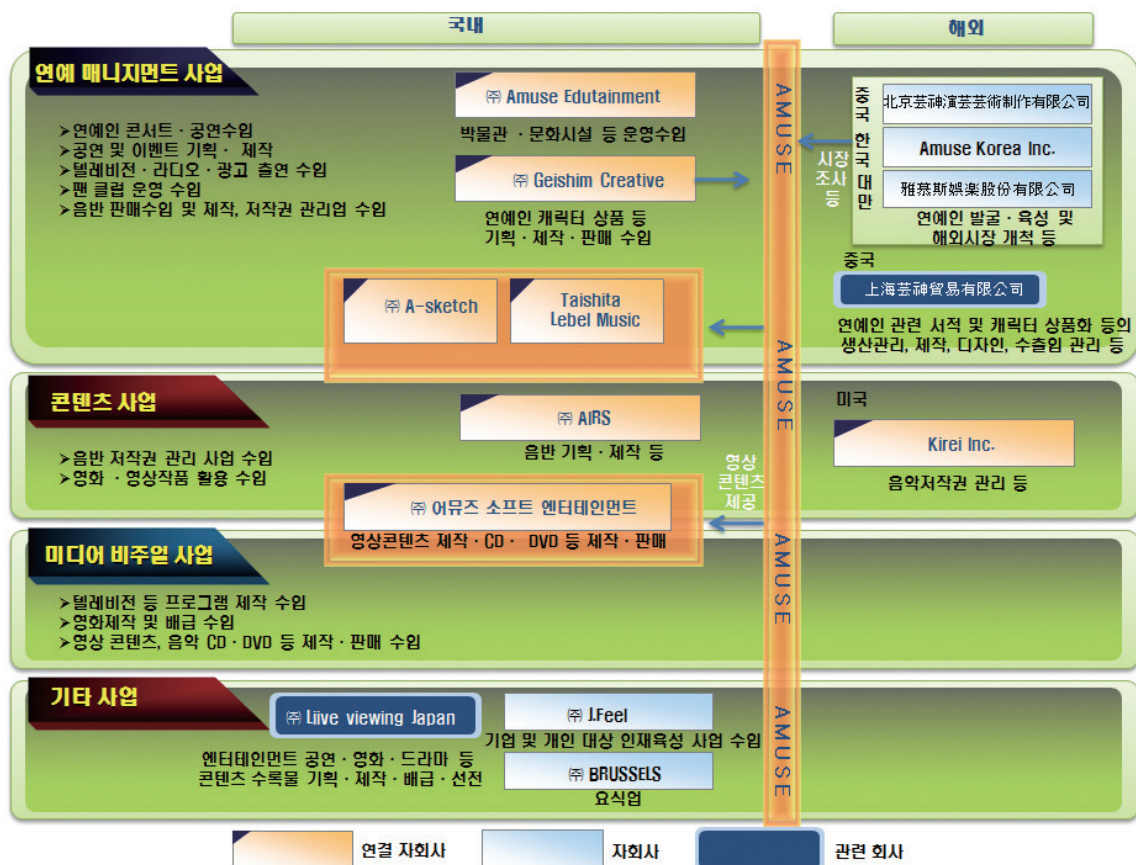 국내
해외
연예 매니지먼트 사업
➢연예인 콘서트 · 공연수입
➢공연 및 이벤트 기획 · 제작
➢텔레비전 · 라디오 · 광고 출연 수입
➢팬 클럽 운영 수입
➢음반 판매수입 및 제작, 저작권 관리업 수입
㈜ Amuse Edutainment
박물관 · 문화시설 등 운영수입
㈜ Geishim Creative
연예인 캐릭터 상품 등
기획 · 제작 · 판매 수입
㈜ A-sketch
Taishita
Lebel Music
AMUSE
AMUSE
AMUSE
AMUSE
시장
조사
등
중국
한국
대만
北京芸神演芸芸術制作有限公司
Amuse Korea Inc.
雅慕斯娯楽股份有限公司
연예인 발굴 · 육성 및
해외시장 개척 등
중국
上海芸神貿易有限公司
연예인 관련 서적 및 캐릭터 상품화 등의
생산관리, 제작, 디자인, 수출입 관리 등
콘텐츠 사업
➢음반 저작권 관리 사업 수입
➢영화 · 영상작품 활용 수입
㈜ AIRS
음반 기획 · 제작 등
㈜ 어뮤즈 소프트 엔터테인먼트
영상콘텐츠 제작 · CD · DVD 등 제작 · 판매
영상
콘텐츠
제공
미국
Kirei Inc.
음악저작권 관리 등
미디어 비주얼 사업
➢텔레비전 등 프로그램 제작 수입
➢영화제작 및 배급 수입
➢영상 콘텐츠, 음악 CD · DVD 등 제작 · 판매 수입
기타 사업
㈜ Liive viewing Japan
엔터테인먼트 공연 · 영화 · 드라마 등
콘텐츠 수록물 기획 · 제작 · 배급 · 선전
㈜ J.Feel
기업 및 개인 대상 인재육성 사업 수입
㈜ BRUSSELS
요식업
연결 자회사
자회사
관련 회사